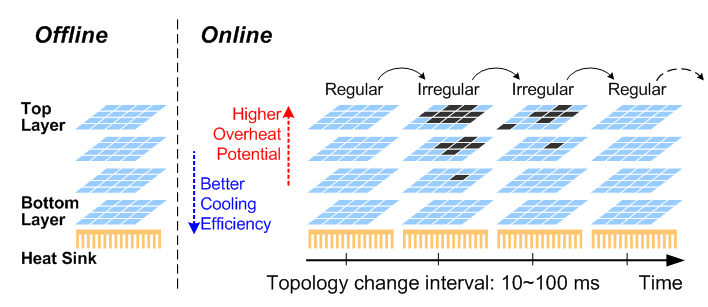 Offline
Online
Regular
Irregular
Irregular
Regular
Top
Layer
Higher
Overheat
Potential
Better
Cooling
Efficiency
Bottom
Layer
Heat Sink
Topology change interval: 10~100 ms
Time